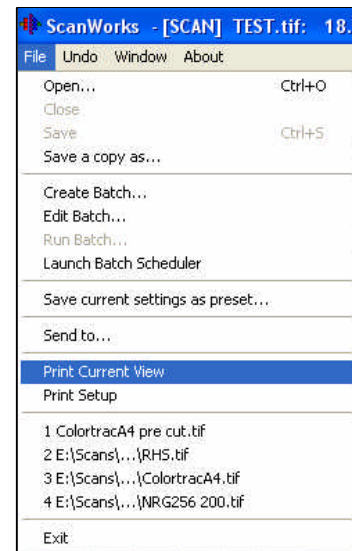 ScanWorks - [SCAN] TEST.tif: 18.
File Undo Window About
Open... Ctrl+O
Close
Save Ctrl+S
Save a copy as...
Create Batch...
Edit Batch...
Run Batch...
Launch Batch Scheduler
Save current settings as preset...
Send to...
Print Current View
Print Setup
1 ColortracA4 pre cut.tif
2 E:\Scans\...\RHS.tif
3 E:\Scans\...\ColortracA4.tif
4 E:\Scans\...\NRG256 200.tif
Exit